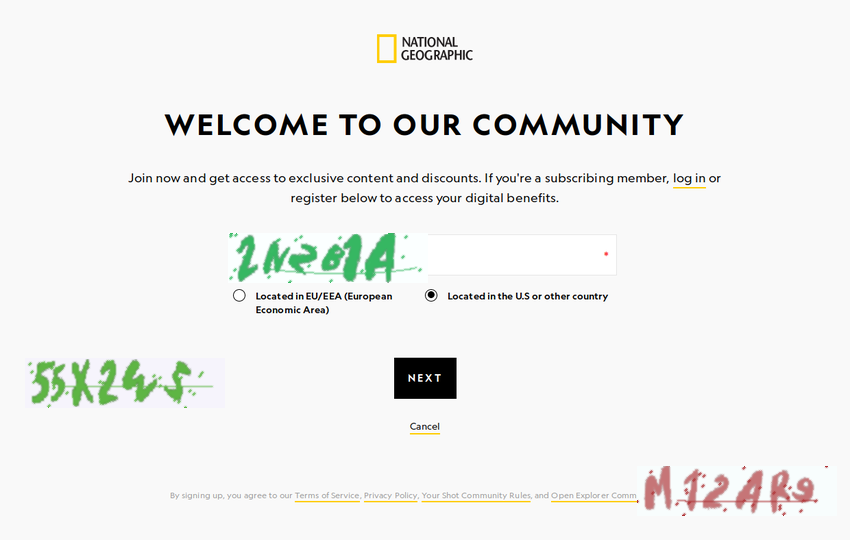 NATIONAL
GEOGRAPHIC
WELCOME TO OUR COMMUNITY
Join now and get access to exclusive content and discounts. If you're a subscribing member, log in or
register below to access your digital benefits.
*
Located in EU/EEA (European
Economic Area)
Located in the U.S or other country
NEXT
Cancel
By signing up, you agree to our Terms of Service, Privacy Policy, Your Shot Community Rules, and Open Explorer Comm